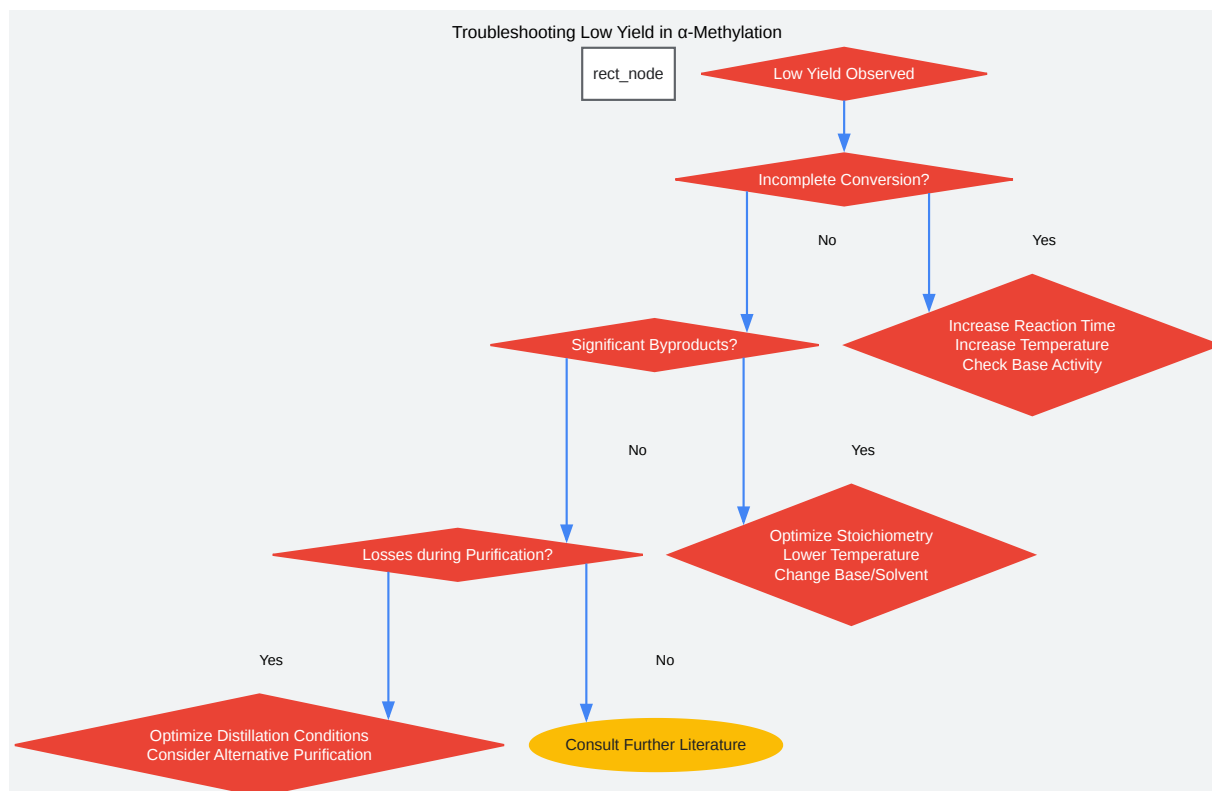 Troubleshooting Low Yield in α-Methylation
rect_node
Low Yield Observed
Incomplete Conversion?
No
Yes
Increase Reaction Time
Increase Temperature
Check Base Activity
Significant Byproducts?
No
Yes
Optimize Stoichiometry
Lower Temperature
Change Base/Solvent
Losses during Purification?
Yes
No
Optimize Distillation Conditions
Consider Alternative Purification
Consult Further Literature